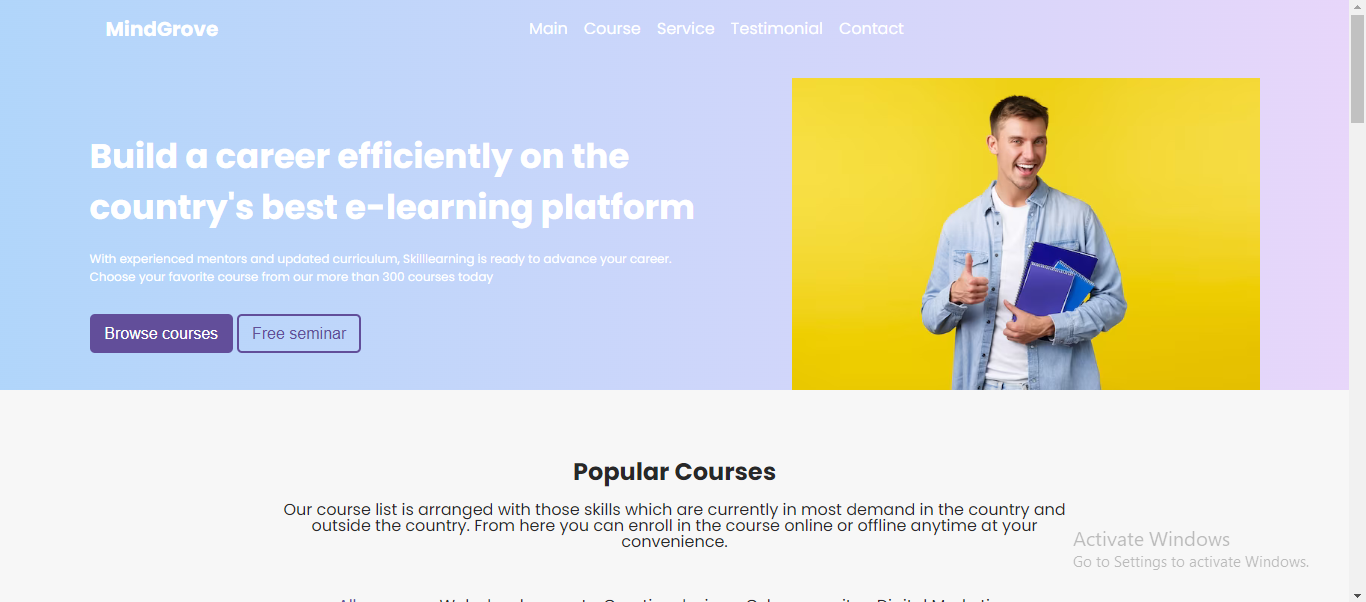 MindGrove
Main Course Service Testimonial Contact
Build a career efficiently on the
country's best e-learning platform
With experienced mentors and updated curriculum, Skilllearning is ready to advance your career.
Choose your favorite course from our more than 300 courses today
Browse courses Free seminar
Popular Courses
Our course list is arranged with those skills which are currently in most demand in the country and
outside the country. From here you can enroll in the course online or offline anytime at your
convenience.
Activate Windows
Go to Settings to activate Windows.